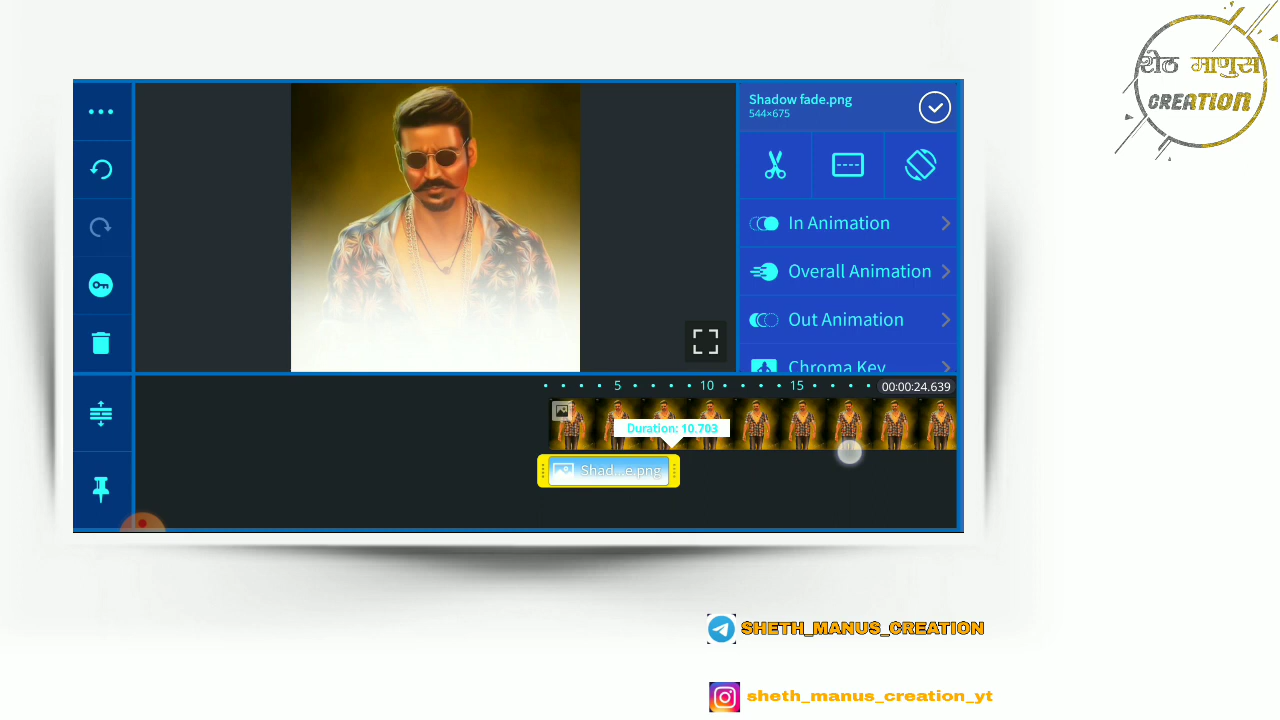 शेठ माणुस
CREATION
Shadow fade.png
544×675
In Animation
Overall Animation
Out Animation
Chroma Key
5
10
15
00:00:24.639
Duration: 10.703
Shad...e.png
SHETH_MANUS_CREATION
sheth_manus_creation_yt